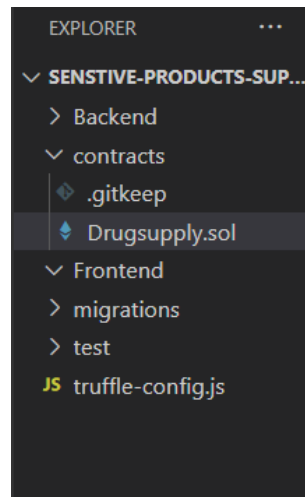 EXPLORER ...
SENSTIVE-PRODUCTS-SUP...
Backend
contracts
.gitkeep
Drugsupply.sol
Frontend
migrations
test
JS truffle-config.js